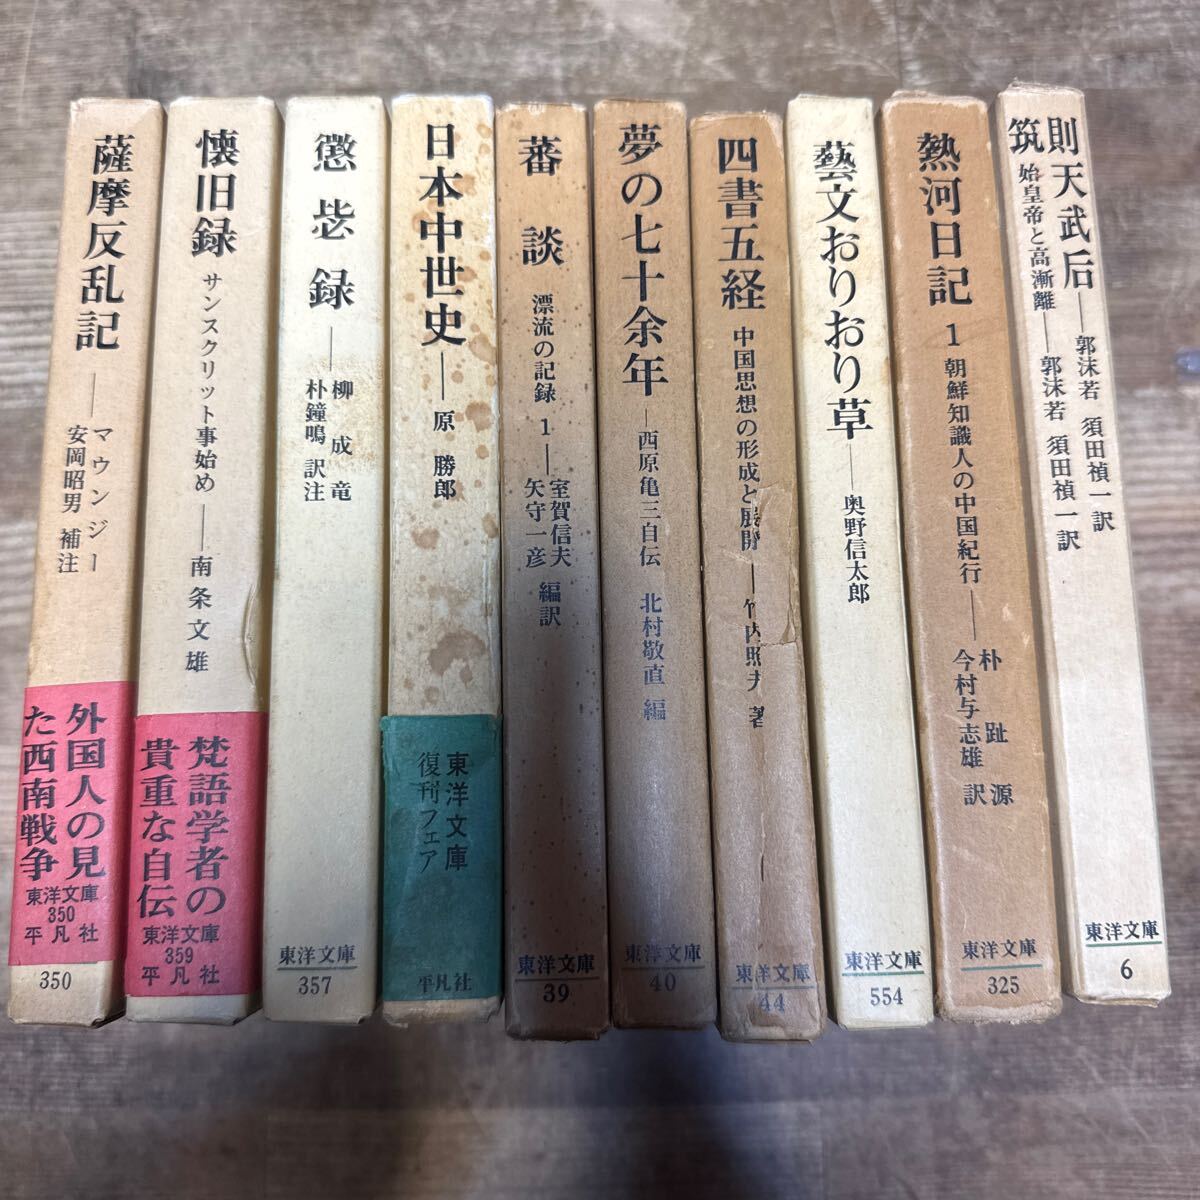 薩摩反乱記
マウンジー
安岡昭男 補注
外国人の見
た西南戦争
東洋文庫
350
平凡社
350
懐旧録
サンスクリット事始め
南条文雄
梵語学者の
貴重な自伝
東洋文庫
359
平凡社
懲毖録
柳成竜
朴鐘鳴 訳注
東洋文庫
357
日本中世史
原勝郎
東洋文庫
復刊フェア
平凡社
蕃談
漂流の記録 1
室賀信夫
矢守一彦 編訳
東洋文庫
39
夢の七十余年
西原亀三自伝 北村敬直 編
東洋文庫
40
四書五経
中国思想の形成と展開 竹内照夫 著
東洋文庫
44
藝文おりおり草
奥野信太郎
東洋文庫
554
熱河日記 1
朝鮮知識人の中国紀行
朴趾源
今村与志雄 訳
東洋文庫
325
則天武后 郭沫若 須田禎一訳
筑 始皇帝と高漸離 郭沫若 須田禎一訳
東洋文庫
6